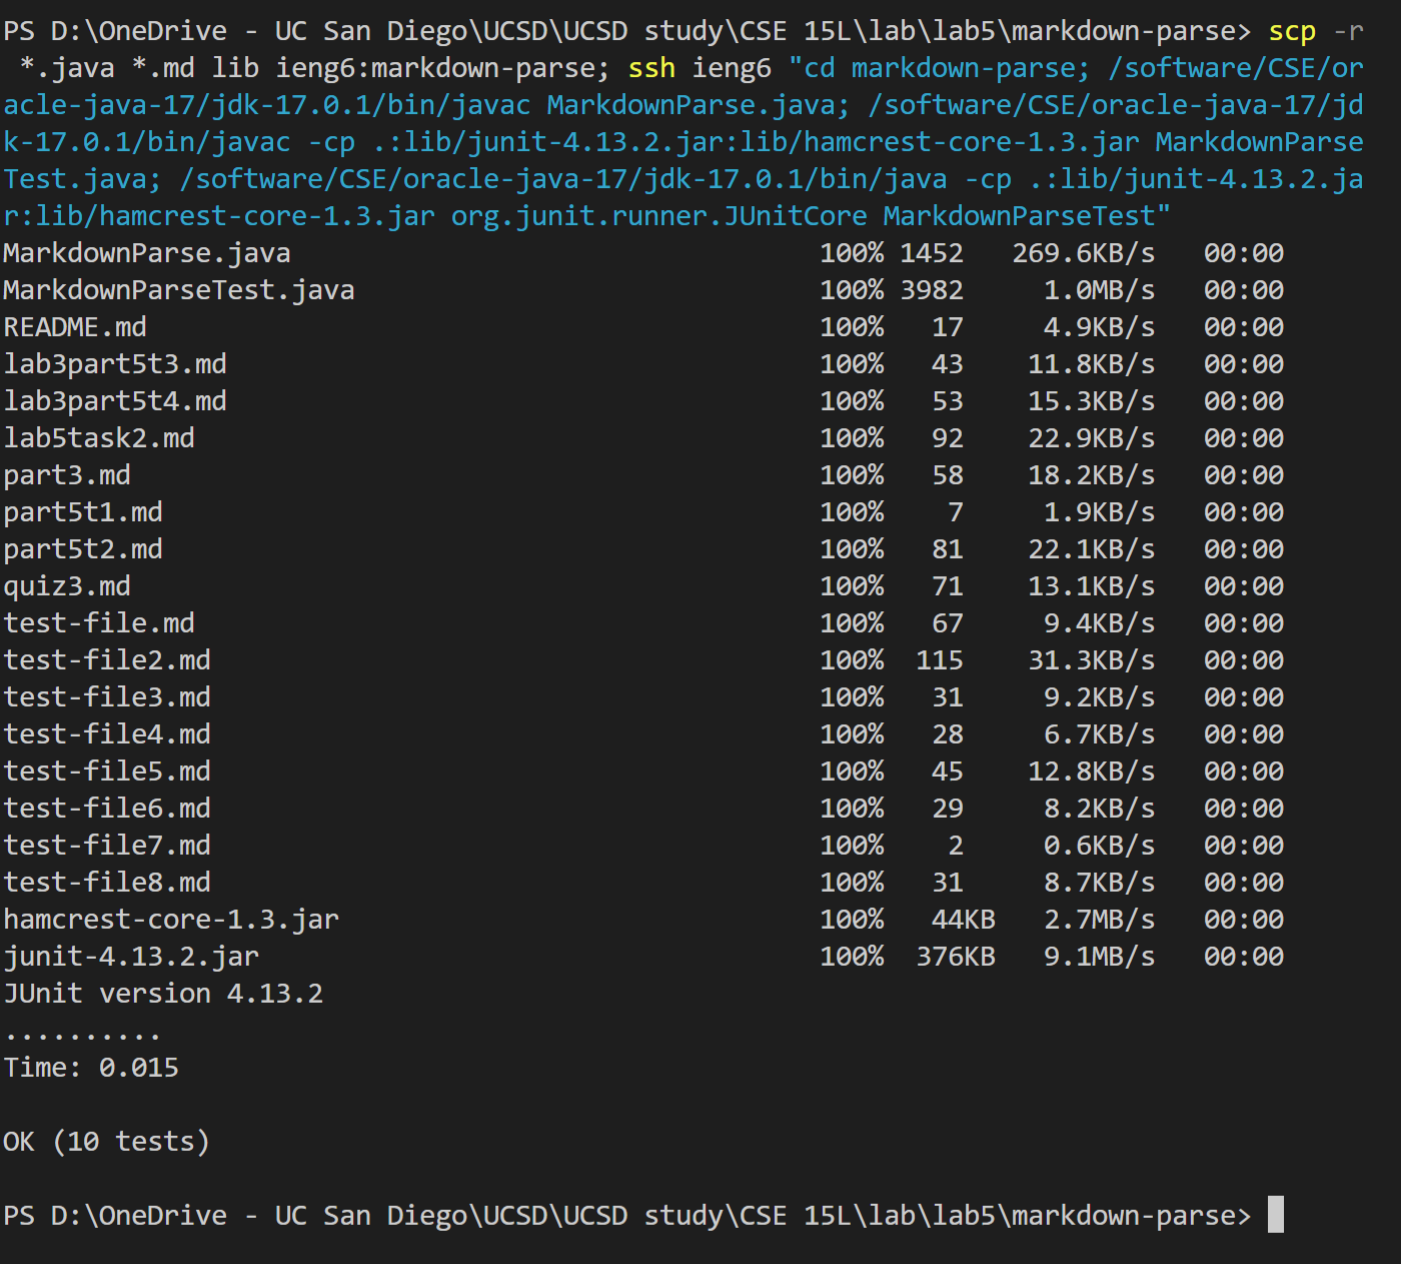 PS D:\OneDrive - UC San Diego\UCSD\UCSD study\CSE 15L\lab\lab5\markdown-parse> scp -r
 *.java *.md lib ieng6:markdown-parse; ssh ieng6 "cd markdown-parse; /software/CSE/or
acle-java-17/jdk-17.0.1/bin/javac MarkdownParse.java; /software/CSE/oracle-java-17/jd
k-17.0.1/bin/javac -cp .:lib/junit-4.13.2.jar:lib/hamcrest-core-1.3.jar MarkdownParse
Test.java; /software/CSE/oracle-java-17/jdk-17.0.1/bin/java -cp .:lib/junit-4.13.2.ja
r:lib/hamcrest-core-1.3.jar org.junit.runner.JUnitCore MarkdownParseTest"
MarkdownParse.java 100% 1452 269.6KB/s 00:00
MarkdownParseTest.java 100% 3982 1.0MB/s 00:00
README.md 100% 17 4.9KB/s 00:00
lab3part5t3.md 100% 43 11.8KB/s 00:00
lab3part5t4.md 100% 53 15.3KB/s 00:00
lab5task2.md 100% 92 22.9KB/s 00:00
part3.md 100% 58 18.2KB/s 00:00
part5t1.md 100% 7 1.9KB/s 00:00
part5t2.md 100% 81 22.1KB/s 00:00
quiz3.md 100% 71 13.1KB/s 00:00
test-file.md 100% 67 9.4KB/s 00:00
test-file2.md 100% 115 31.3KB/s 00:00
test-file3.md 100% 31 9.2KB/s 00:00
test-file4.md 100% 28 6.7KB/s 00:00
test-file5.md 100% 45 12.8KB/s 00:00
test-file6.md 100% 29 8.2KB/s 00:00
test-file7.md 100% 2 0.6KB/s 00:00
test-file8.md 100% 31 8.7KB/s 00:00
hamcrest-core-1.3.jar 100% 44KB 2.7MB/s 00:00
junit-4.13.2.jar 100% 376KB 9.1MB/s 00:00
JUnit version 4.13.2
..........
Time: 0.015
OK (10 tests)
PS D:\OneDrive - UC San Diego\UCSD\UCSD study\CSE 15L\lab\lab5\markdown-parse>